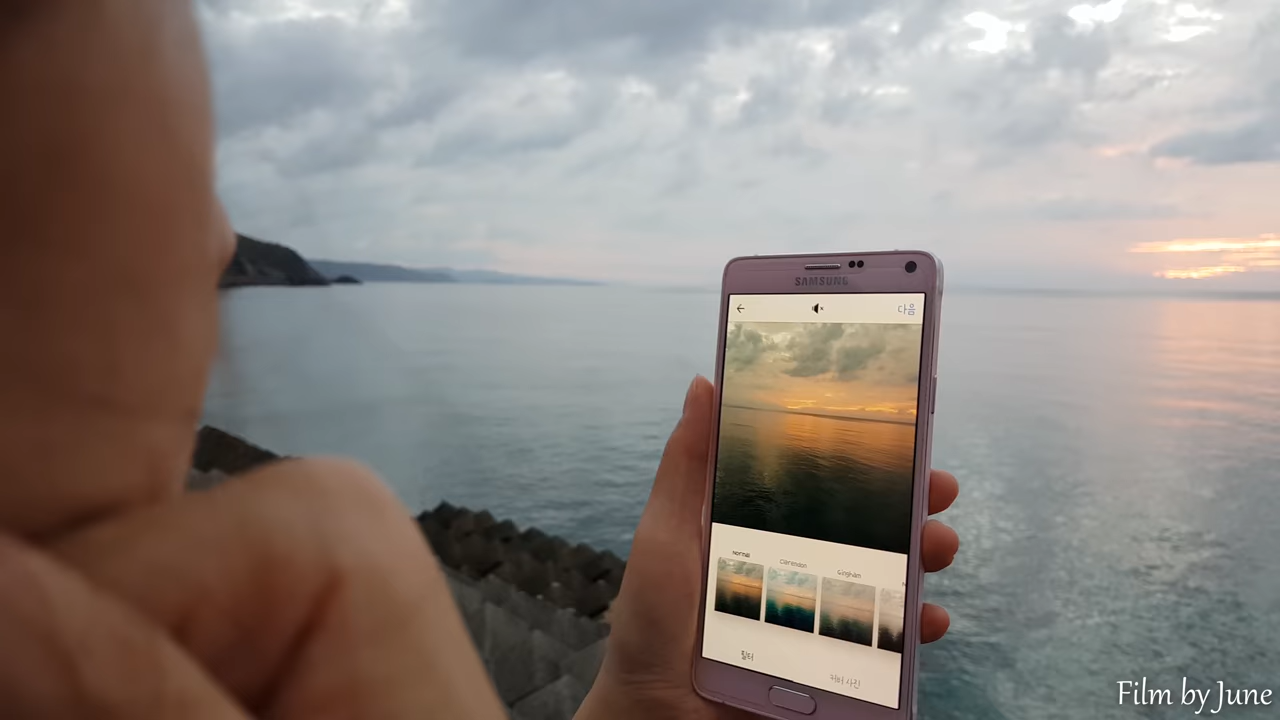 SAMSUNG
다음
Normal
Clarendon
Gingham
필터
커버 사진
Film by June